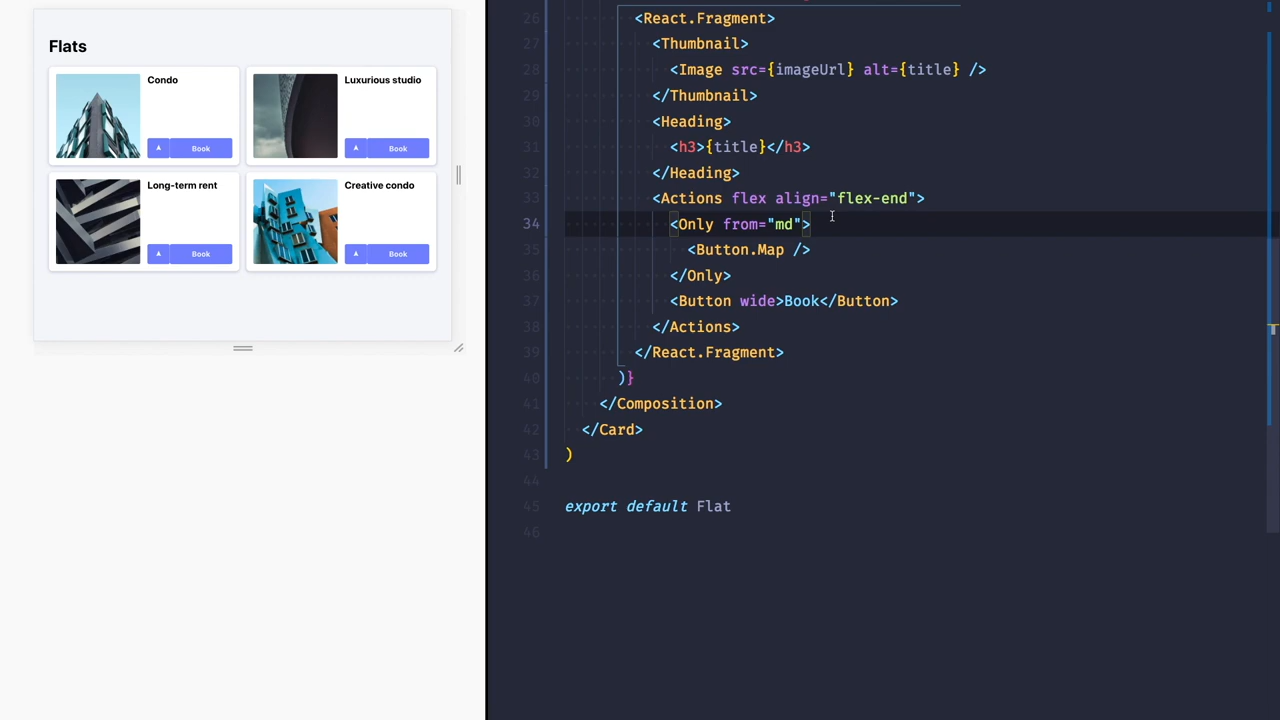 Flats
Condo
Book
Luxurious studio
Book
Long-term rent
Book
Creative condo
Book
26 <React.Fragment>
27 <Thumbnail>
28 <Image src={imageUrl} alt={title} />
29 </Thumbnail>
30 <Heading>
31 <h3>{title}</h3>
32 </Heading>
33 <Actions flex align="flex-end">
34 <Only from="md">
35 <Button.Map />
36 </Only>
37 <Button wide>Book</Button>
38 </Actions>
39 </React.Fragment>
40 )}
41 </Composition>
42 </Card>
43 )
44
45 export default Flat
46